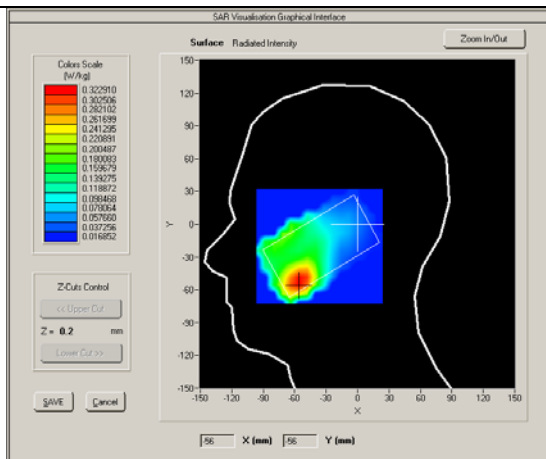 SAR Visualisation Graphical Interface
Surface Radiated Intensity
Zoom In/Out
Colors Scale
(W/kg)
0.322910
0.302506
0.282102
0.261699
0.241295
0.220891
0.200487
0.180083
0.159679
0.139275
0.118872
0.098468
0.078064
0.057660
0.037256
0.016852
Z-Cuts Control
<< Upper Cut
Z = 0.2 mm
Lower Cut >>
SAVE Cancel
150
120
90
60
30
0
-30
-60
-90
-120
-150
Y
-150 -120 -90 -60 -30 0 30 60 90 120 150
X
-56 X (mm) -56 Y (mm)